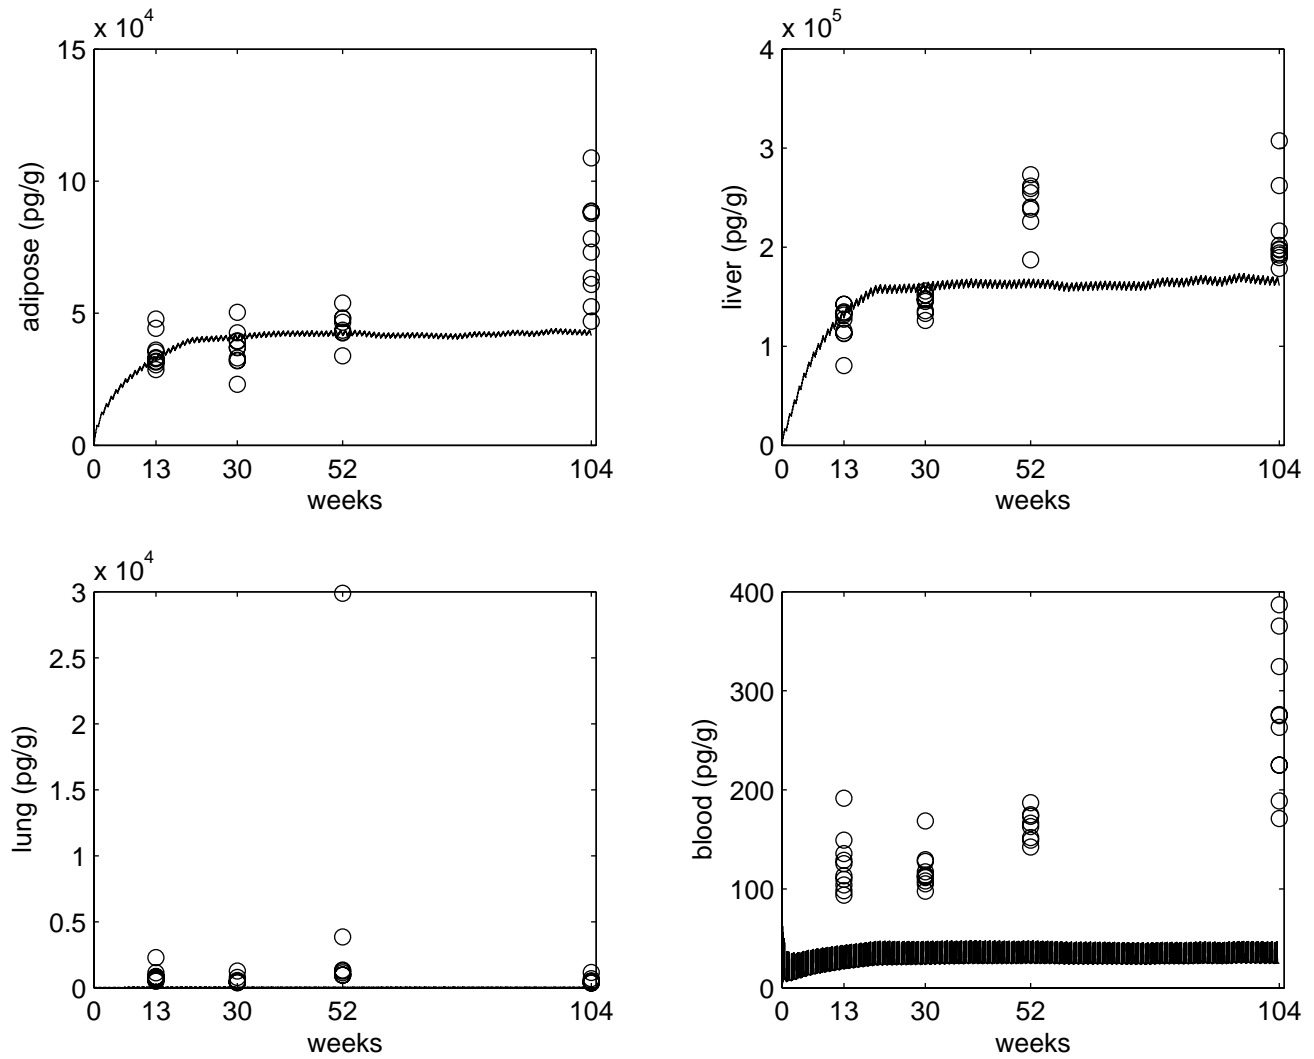 x 10^4
15
10
5
0
adipose (pg/g)
0 13 30 52 104
weeks
x 10^5
4
3
2
1
0
liver (pg/g)
0 13 30 52 104
weeks
x 10^4
3
2.5
2
1.5
1
0.5
0
lung (pg/g)
0 13 30 52 104
weeks
400
300
200
100
0
blood (pg/g)
0 13 30 52 104
weeks